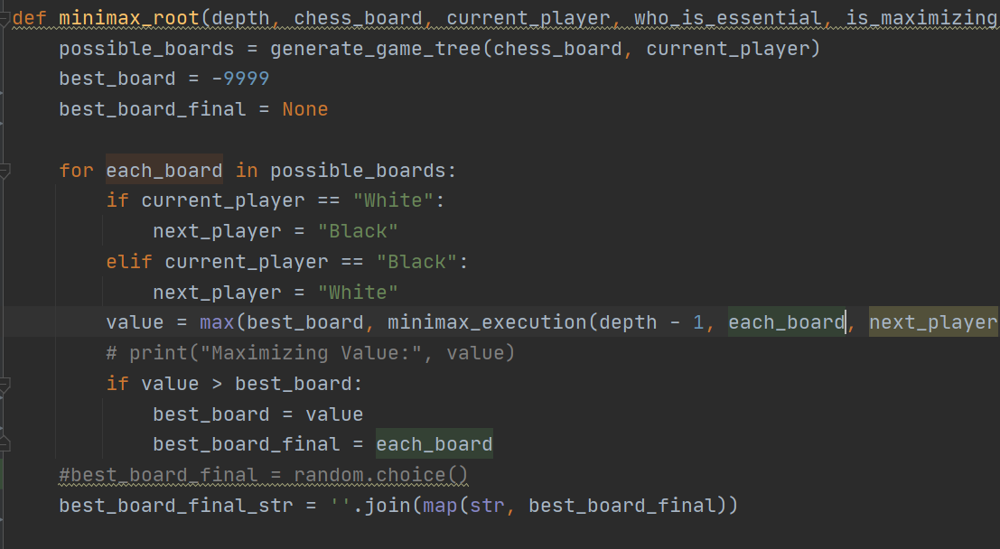 def minimax_root(depth, chess_board, current_player, who_is_essential, is_maximizing
possible_boards = generate_game_tree(chess_board, current_player)
best_board = -9999
best_board_final = None
for each_board in possible_boards:
if current_player == "White":
next_player = "Black"
elif current_player == "Black":
next_player = "White"
value = max(best_board, minimax_execution(depth - 1, each_board, next_player
# print("Maximizing Value:", value)
if value > best_board:
best_board = value
best_board_final = each_board
#best_board_final = random.choice()
best_board_final_str = ''.join(map(str, best_board_final))